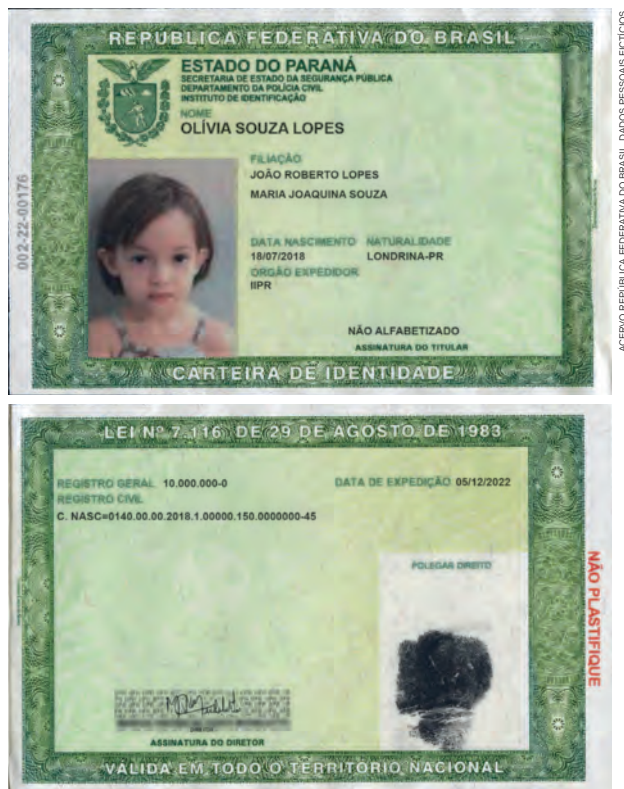 REPÚBLICA FEDERATIVA DO BRASIL
ESTADO DO PARANÁ
SECRETARIA DE ESTADO DA SEGURANÇA PÚBLICA
DEPARTAMENTO DA POLÍCIA CIVIL
INSTITUTO DE IDENTIFICAÇÃO
NOME
OLÍVIA SOUZA LOPES
FILIAÇÃO
JOÃO ROBERTO LOPES
MARIA JOAQUINA SOUZA
DATA NASCIMENTO NATURALIDADE
18/07/2018 LONDRINA-PR
ORGÃO EXPEDIDOR
IIPR
NÃO ALFABETIZADO
ASSINATURA DO TITULAR
CARTEIRA DE IDENTIDADE
002-22-00176
ACERVO REPÚBLICA FEDERATIVA DO BRASIL. DADOS PESSOAIS FICTÍCIOS
LEI Nº 7.116 DE 29 DE AGOSTO DE 1983
REGISTRO GERAL 10.000.000-0 DATA DE EXPEDIÇÃO 05/12/2022
REGISTRO CIVIL
C. NASC=0140.00.00.2018.1.00000.150.0000000-45
POLEGAR DIREITO
NÃO PLASTIFIQUE
ASSINATURA DO DIRETOR
VÁLIDA EM TODO O TERRITÓRIO NACIONAL